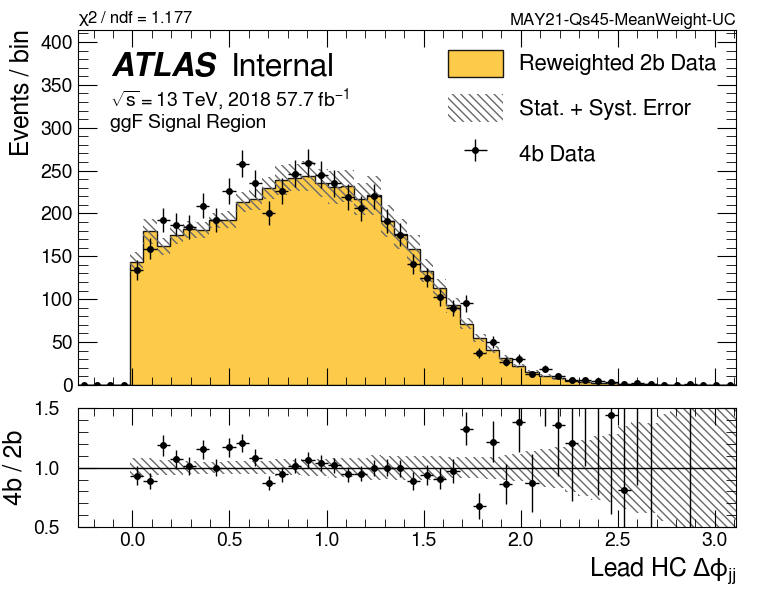 χ2 / ndf = 1.177
MAY21-Qs45-MeanWeight-UC
ATLAS Internal
√s = 13 TeV, 2018 57.7 fb⁻¹
ggF Signal Region
Reweighted 2b Data
Stat. + Syst. Error
4b Data
Events / bin
400
350
300
250
200
150
100
50
0
4b / 2b
1.5
1.0
0.5
0.0 0.5 1.0 1.5 2.0 2.5 3.0
Lead HC Δϕjj